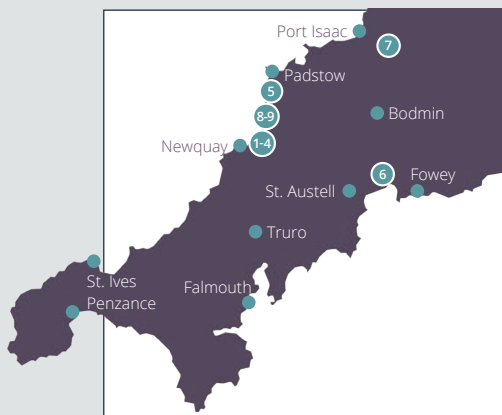 Port Isaac
7
Padstow
5
8-9
Bodmin
Newquay
1-4
6
St. Austell
Fowey
Truro
St. Ives
Penzance
Falmouth